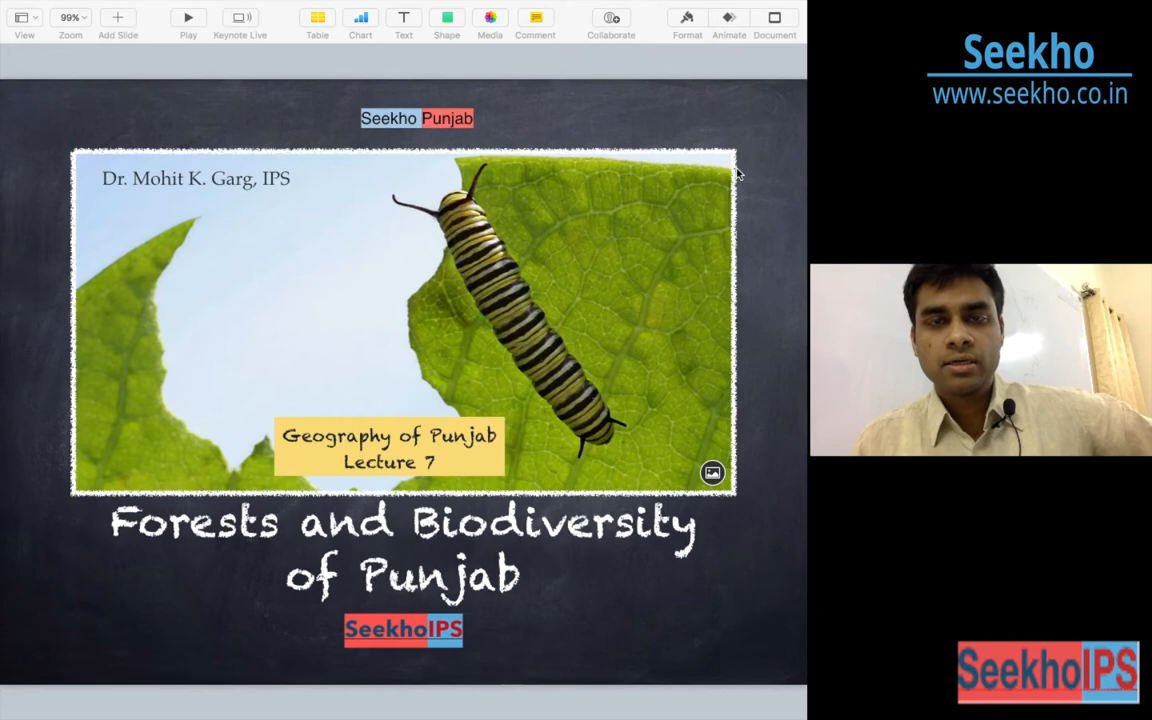 99%
View
Zoom
Add Slide
Play
Keynote Live
Table
Chart
Text
Shape
Media
Comment
Collaborate
Format
Animate
Document
Seekho
www.seekho.co.in
Seekho Punjab
Dr. Mohit K. Garg, IPS
Geography of Punjab
Lecture 7
Forests and Biodiversity
of Punjab
SeekhoIPS
SeekhoIPS